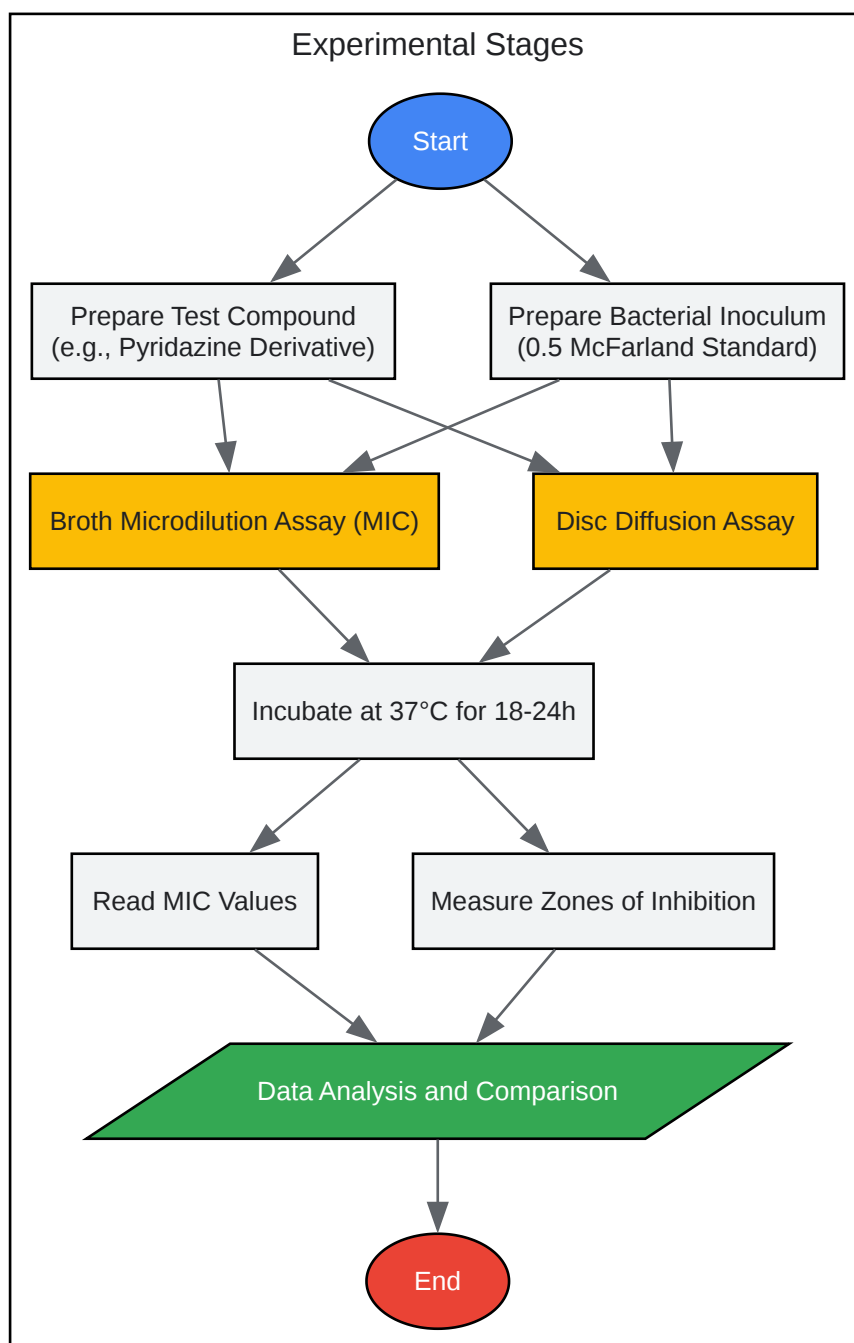 Experimental Stages
Start
Prepare Test Compound
(e.g., Pyridazine Derivative)
Prepare Bacterial Inoculum
(0.5 McFarland Standard)
Broth Microdilution Assay (MIC)
Disc Diffusion Assay
Incubate at 37°C for 18-24h
Read MIC Values
Measure Zones of Inhibition
Data Analysis and Comparison
End